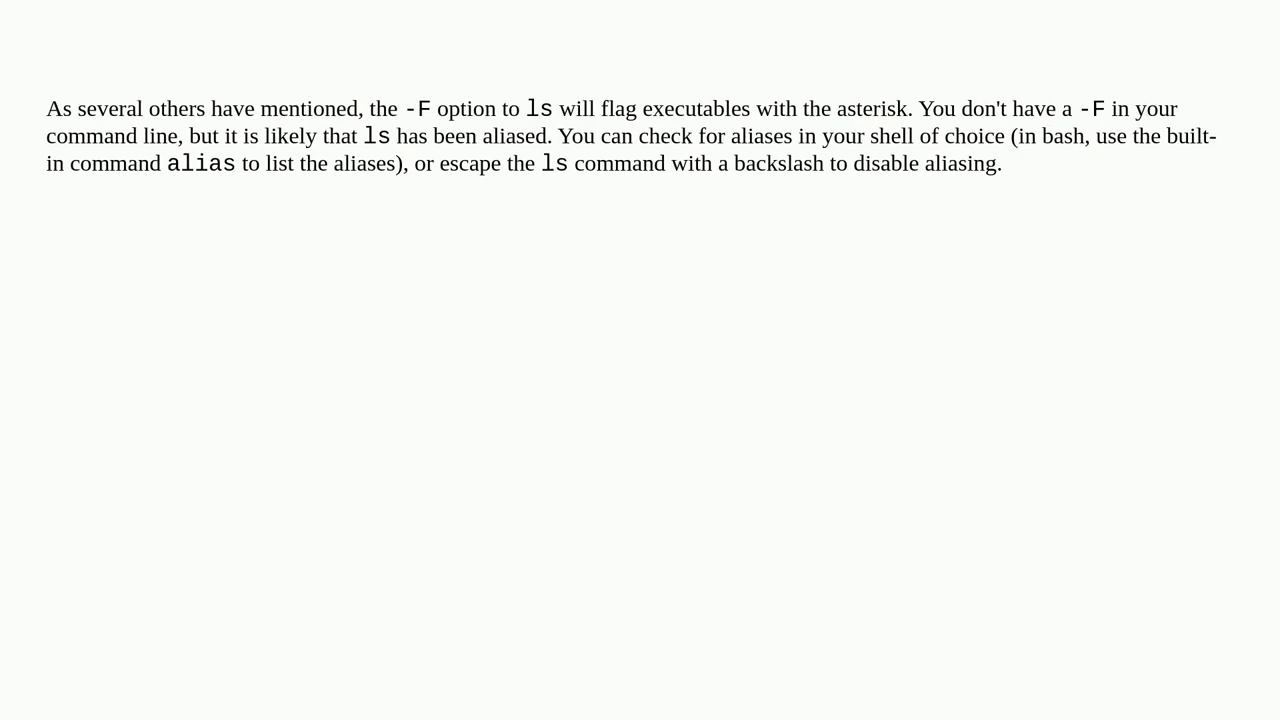 As several others have mentioned, the -F option to ls will flag executables with the asterisk. You don't have a -F in your
command line, but it is likely that ls has been aliased. You can check for aliases in your shell of choice (in bash, use the built-
in command alias to list the aliases), or escape the ls command with a backslash to disable aliasing.